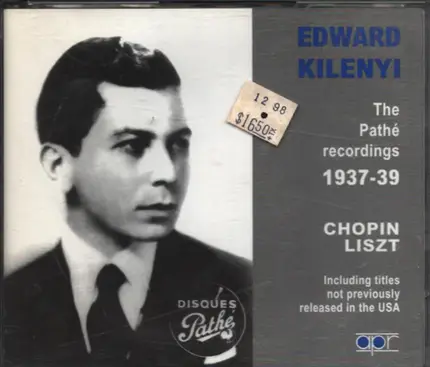 EDWARD
KILENYI
12 98
$16.50
The
Pathé
recordings
1937-39
CHOPIN
LISZT
Including titles
not previously
released in the USA
DISQUES
Pathé
apr